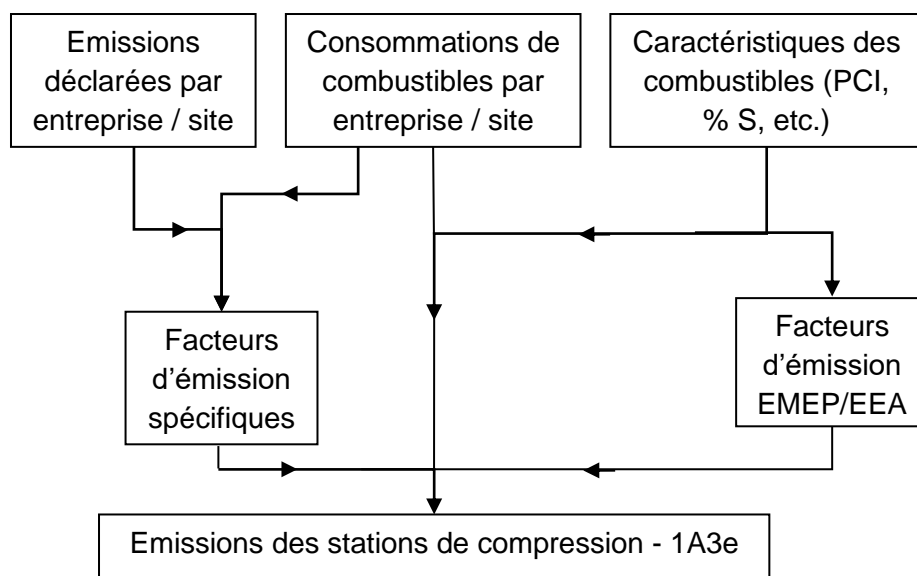 Emissions
déclarées par
entreprise / site
Consommations de
combustibles par
entreprise / site
Caractéristiques des
combustibles (PCI,
% S, etc.)
Facteurs
d'émission
spécifiques
Facteurs
d'émission
EMEP/EEA
Emissions des stations de compression - 1A3e